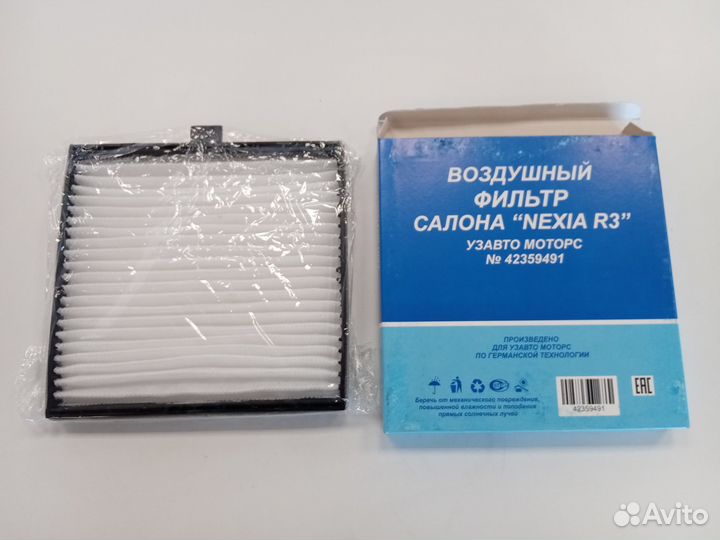 ВОЗДУШНЫЙ
ФИЛЬТР
САЛОНА “NEXIA R3”
УЗАВТО МОТОРС
№ 42359491
ПРОИЗВЕДЕНО
ДЛЯ УЗАВТО МОТОРС
ПО ГЕРМАНСКОЙ ТЕХНОЛОГИИ
Беречь от механического повреждения,
повышенной влажности и попадания
прямых солнечных лучей
42359491
EAC
Avito